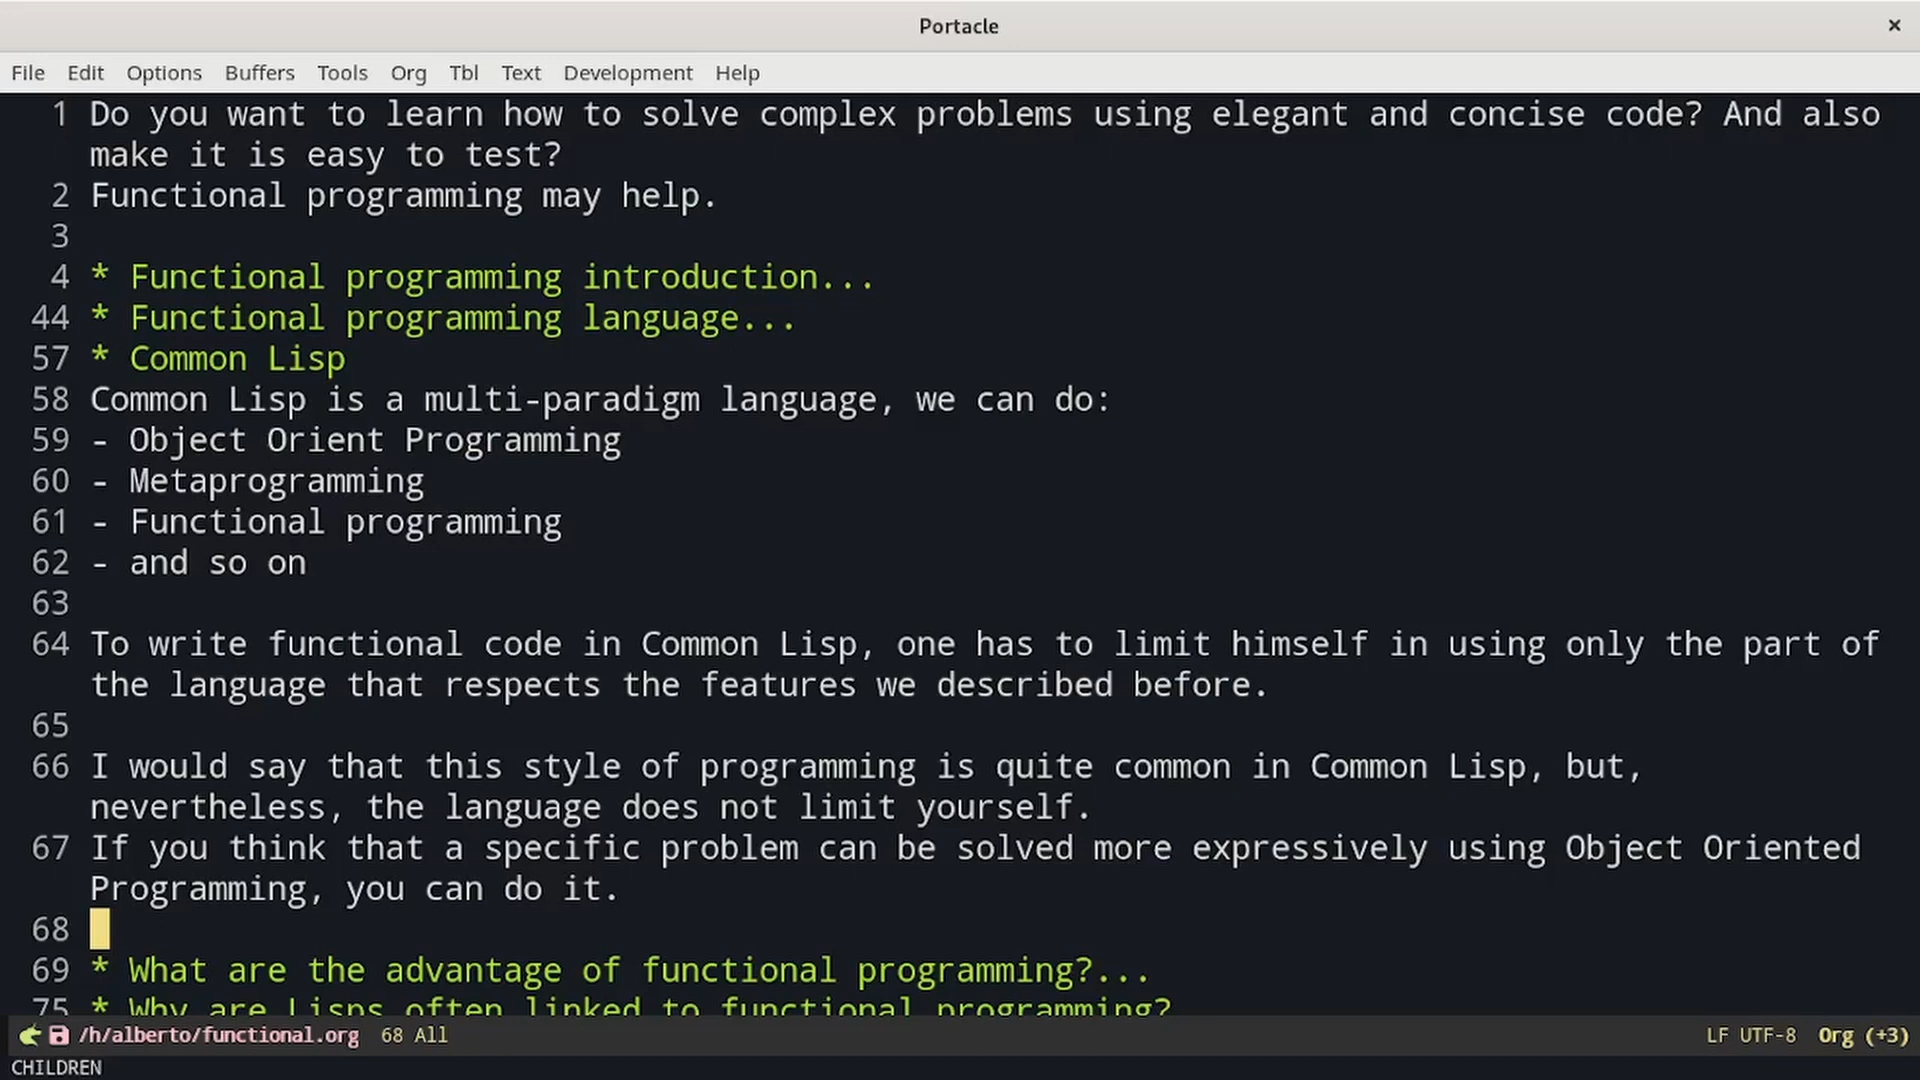 Portacle
File Edit Options Buffers Tools Org Tbl Text Development Help
1 Do you want to learn how to solve complex problems using elegant and concise code? And also
make it is easy to test?
2 Functional programming may help.
3
4 * Functional programming introduction...
44 * Functional programming language...
57 * Common Lisp
58 Common Lisp is a multi-paradigm language, we can do:
59 - Object Orient Programming
60 - Metaprogramming
61 - Functional programming
62 - and so on
63
64 To write functional code in Common Lisp, one has to limit himself in using only the part of
the language that respects the features we described before.
65
66 I would say that this style of programming is quite common in Common Lisp, but,
nevertheless, the language does not limit yourself.
67 If you think that a specific problem can be solved more expressively using Object Oriented
Programming, you can do it.
68
69 * What are the advantage of functional programming?...
75 * Why are Lisps often linked to functional programming?
/h/alberto/functional.org 68 All LF UTF-8 Org (+3)
CHILDREN